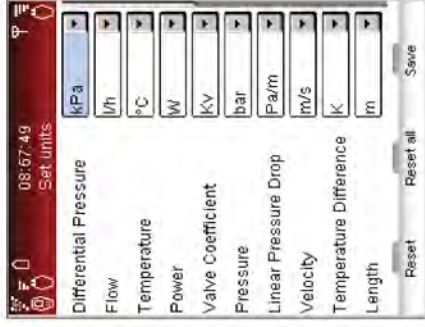 08:57:49
Set units
Differential Pressure kPa
Flow l/h
Temperature °C
Power W
Valve Coefficient Kv
Pressure bar
Linear Pressure Drop Pa/m
Velocity m/s
Temperature Difference K
Length m
Reset Reset all Save